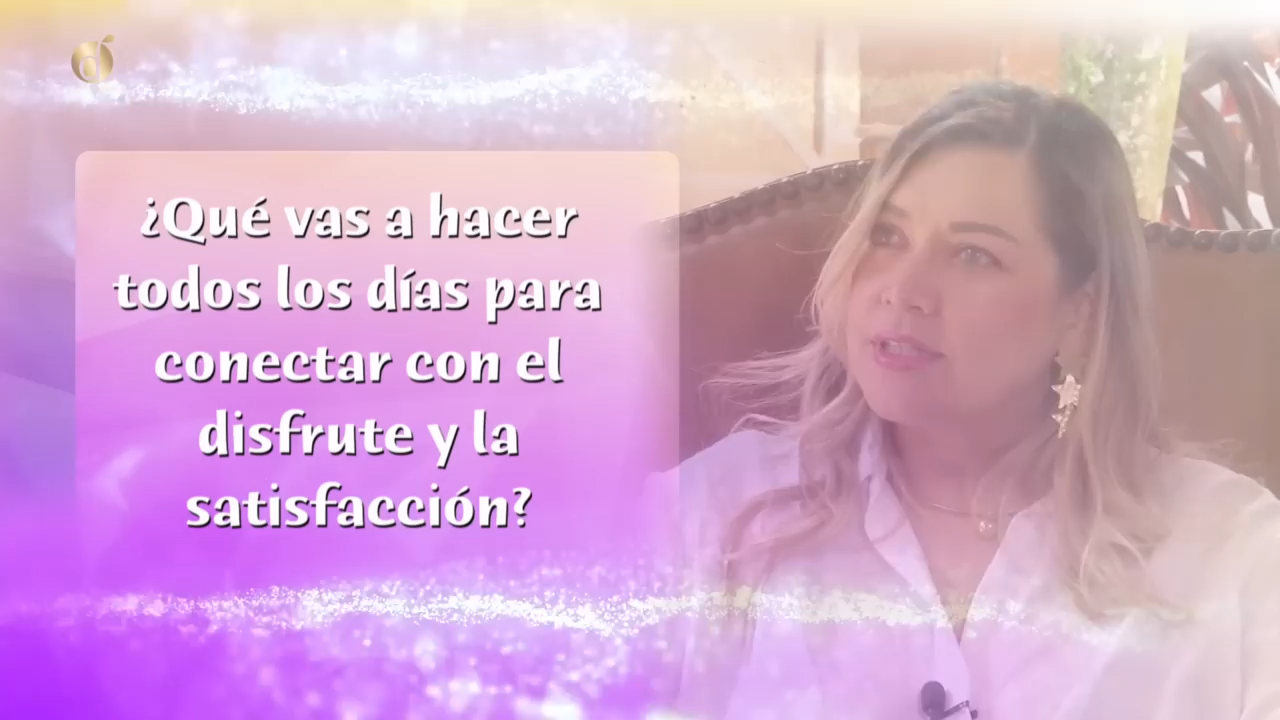 ¿Qué vas a hacer
todos los días para
conectar con el
disfrute y la
satisfacción?